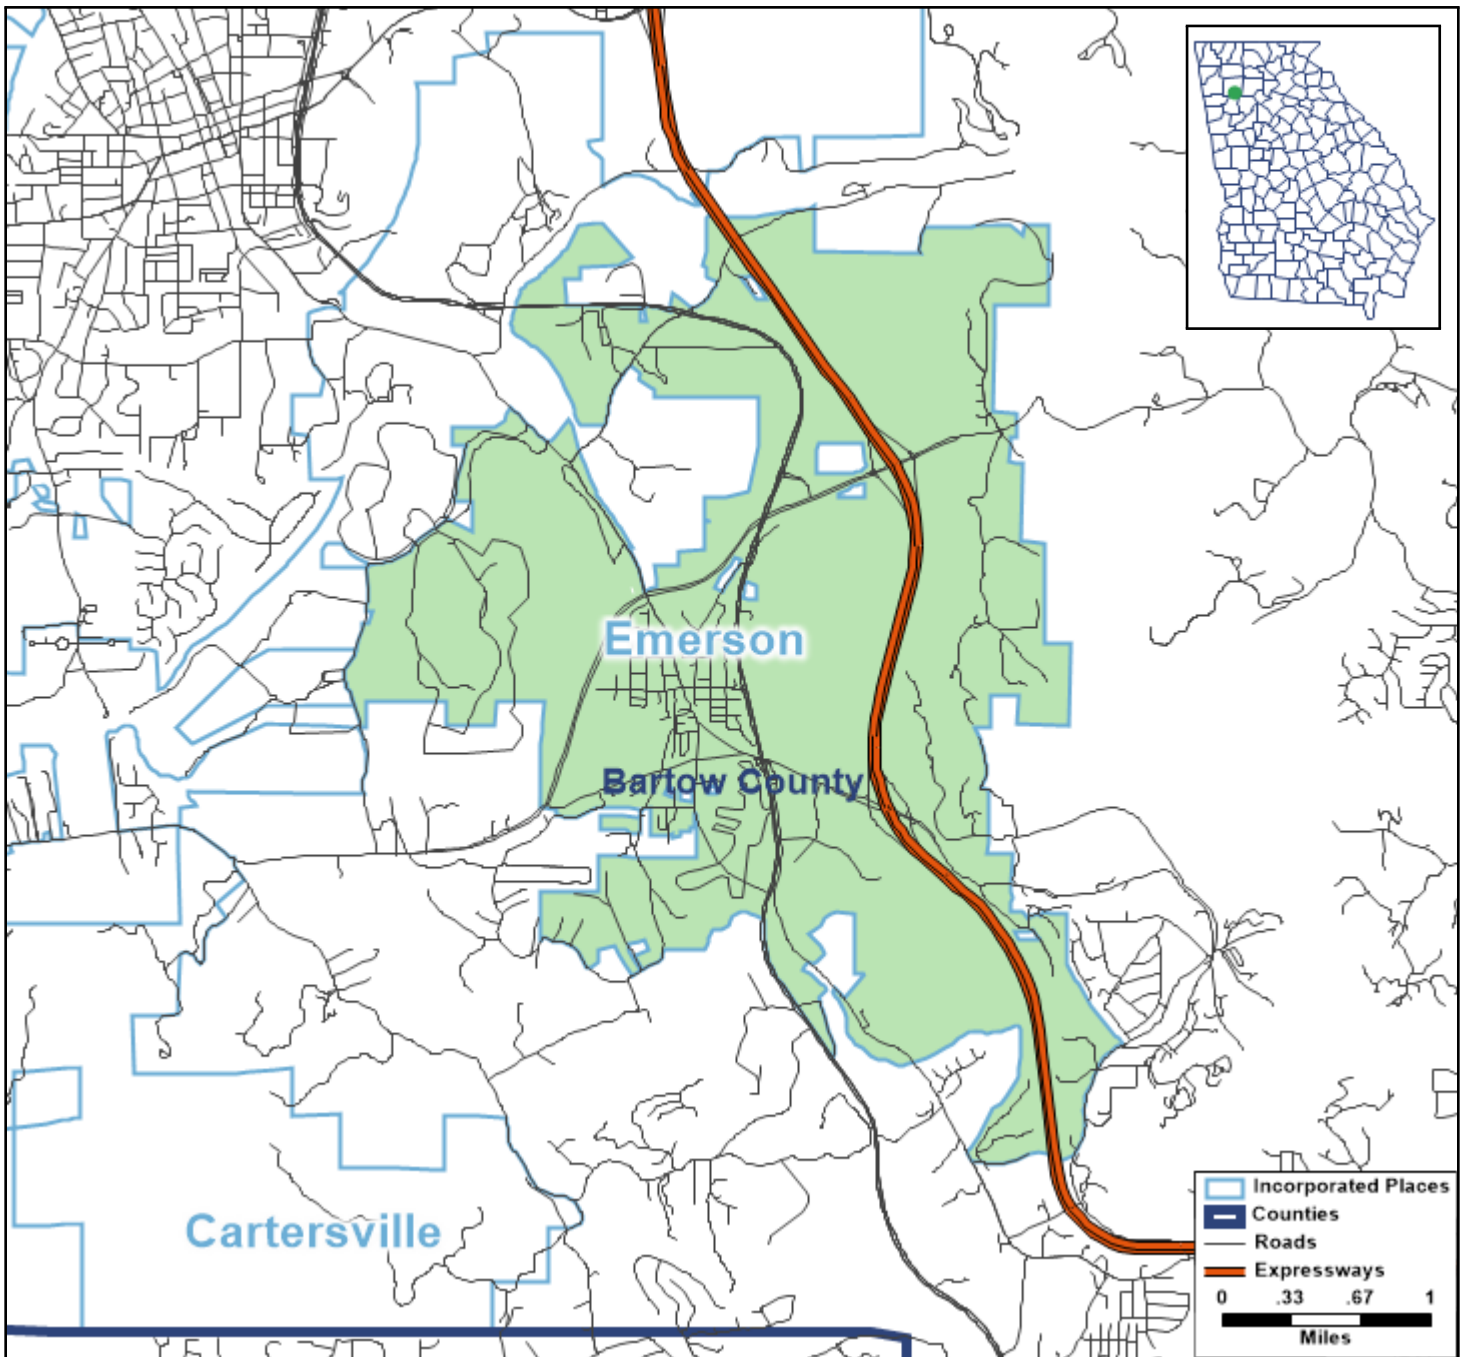 Emerson
Bartow County
Cartersville
Incorporated Places
Counties
Roads
Expressways
0 .33 .67 1
Miles